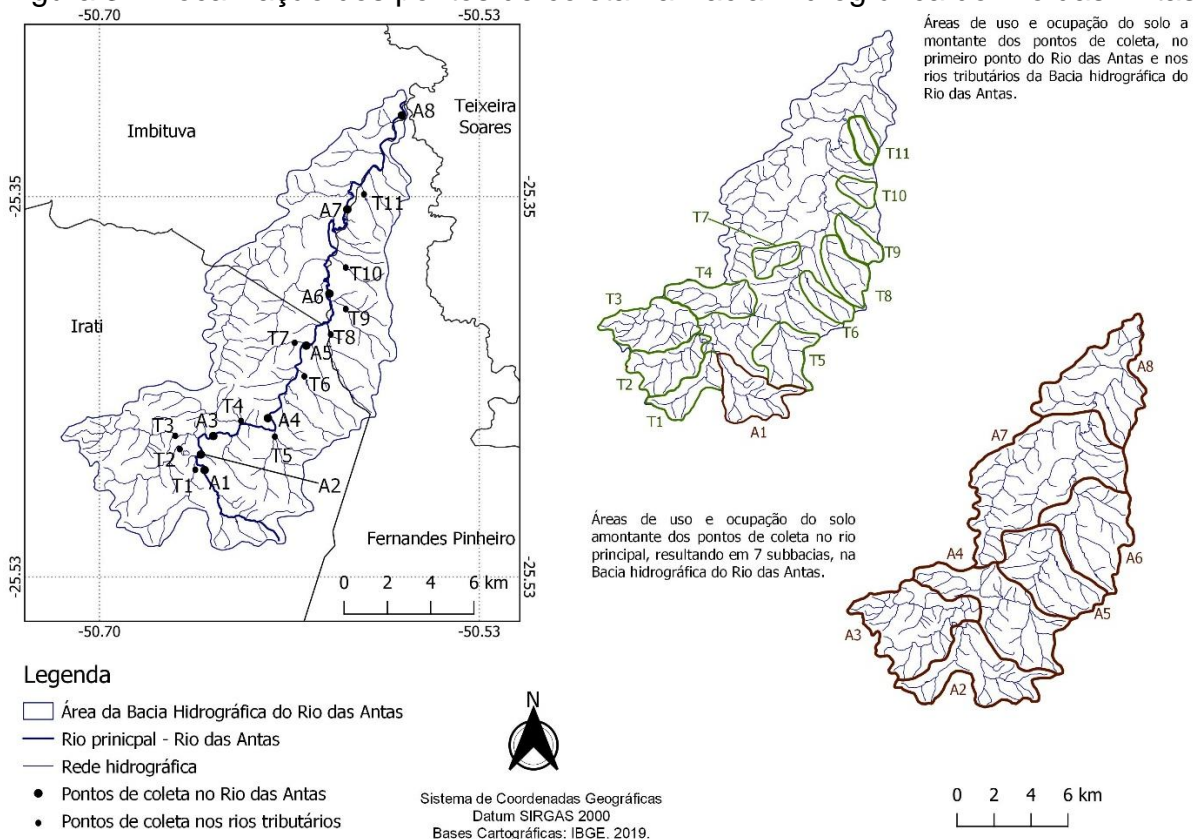 -50.70
-50.53
Imbituva
Teixeira
Soares
A8
-25.35
-25.35
T11
A7
T10
A6
T9
Irati
T8
T7
A5
T6
T4
A4
T3
A3
T5
T2
T1
A1
A2
Fernandes Pinheiro
0 2 4 6 km
-25.53
-25.53
-50.70
-50.53
Áreas de uso e ocupação do solo a
montante dos pontos de coleta, no
primeiro ponto do Rio das Antas e nos
rios tributários da Bacia hidrográfica do
Rio das Antas.
T11
T10
T7
T9
T4
T8
T3
T6
T5
T2
T1
A1
Áreas de uso e ocupação do solo
amontante dos pontos de coleta no rio
principal, resultando em 7 subbacias, na
Bacia hidrográfica do Rio das Antas.
A8
A7
A6
A4
A5
A3
A2
Legenda
Área da Bacia Hidrográfica do Rio das Antas
Rio prinicpal - Rio das Antas
Rede hidrográfica
Pontos de coleta no Rio das Antas
Pontos de coleta nos rios tributários
N
Sistema de Coordenadas Geográficas
Datum SIRGAS 2000
Bases Cartográficas: IBGE, 2019.
0 2 4 6 km